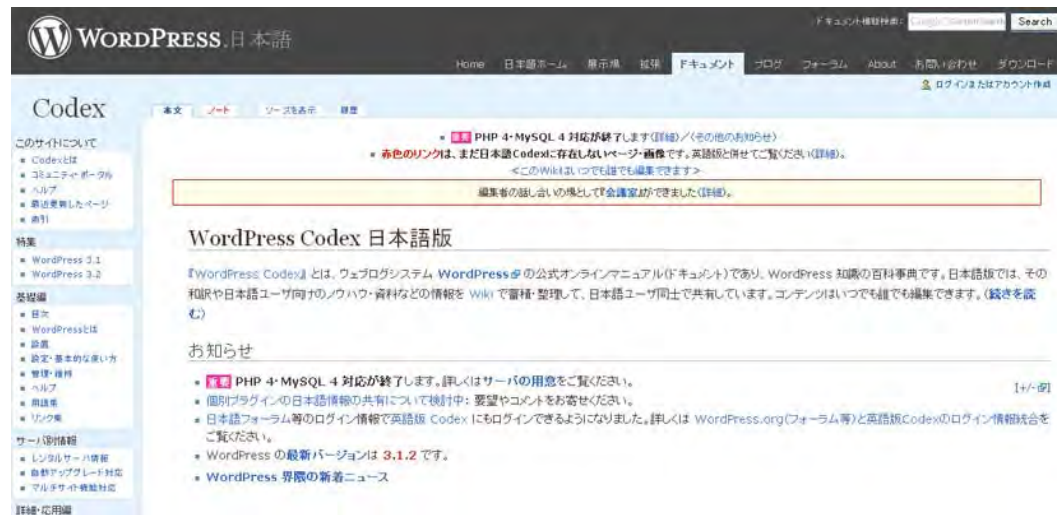 ドキュメント横断検索:
Search
WORDPRESS.日本語
Home 日本語ホーム 展示場 拡張 ドキュメント ブログ フォーラム About お問い合わせ ダウンロード
ログインまたはアカウント作成
Codex
本文 ノート ソースを表示 履歴
重要 PHP 4・MySQL 4 対応が終了します(詳細)/(その他のお知らせ)
赤色のリンクは、まだ日本語Codexに存在しないページ・画像です。英語版と併せてご覧ください(詳細)。
<このWikiはいつでも誰でも編集できます>
編集者の話し合いの場として『会議室』ができました(詳細)。
このサイトについて
Codexとは
コミュニティ・ポータル
ヘルプ
最近更新したページ
索引
特集
WordPress 3.1
WordPress 3.2
基礎編
目次
WordPressとは
設置
設定・基本的な使い方
管理・維持
ヘルプ
用語集
リンク集
サーバ別情報
レンタルサーバ情報
自動アップグレード対応
マルチサイト機能対応
詳細・応用編
WordPress Codex 日本語版
『WordPress Codex』とは、ウェブログシステム WordPress の公式オンラインマニュアル(ドキュメント)であり、WordPress 知識の百科事典です。日本語版では、その
和訳や日本語ユーザ向けのノウハウ・資料などの情報を Wiki で蓄積・整理して、日本語ユーザ同士で共有しています。コンテンツはいつでも誰でも編集できます。(続きを読
む)
お知らせ
[+/-]
重要 PHP 4・MySQL 4 対応が終了します。詳しくはサーバの用意をご覧ください。
個別プラグインの日本語情報の共有について検討中: 要望やコメントをお寄せください。
日本語フォーラム等のログイン情報で英語版 Codex にもログインできるようになりました。詳しくは WordPress.org(フォーラム等)と英語版Codexのログイン情報統合を
ご覧ください。
WordPress の最新バージョンは 3.1.2 です。
WordPress 界隈の新着ニュース